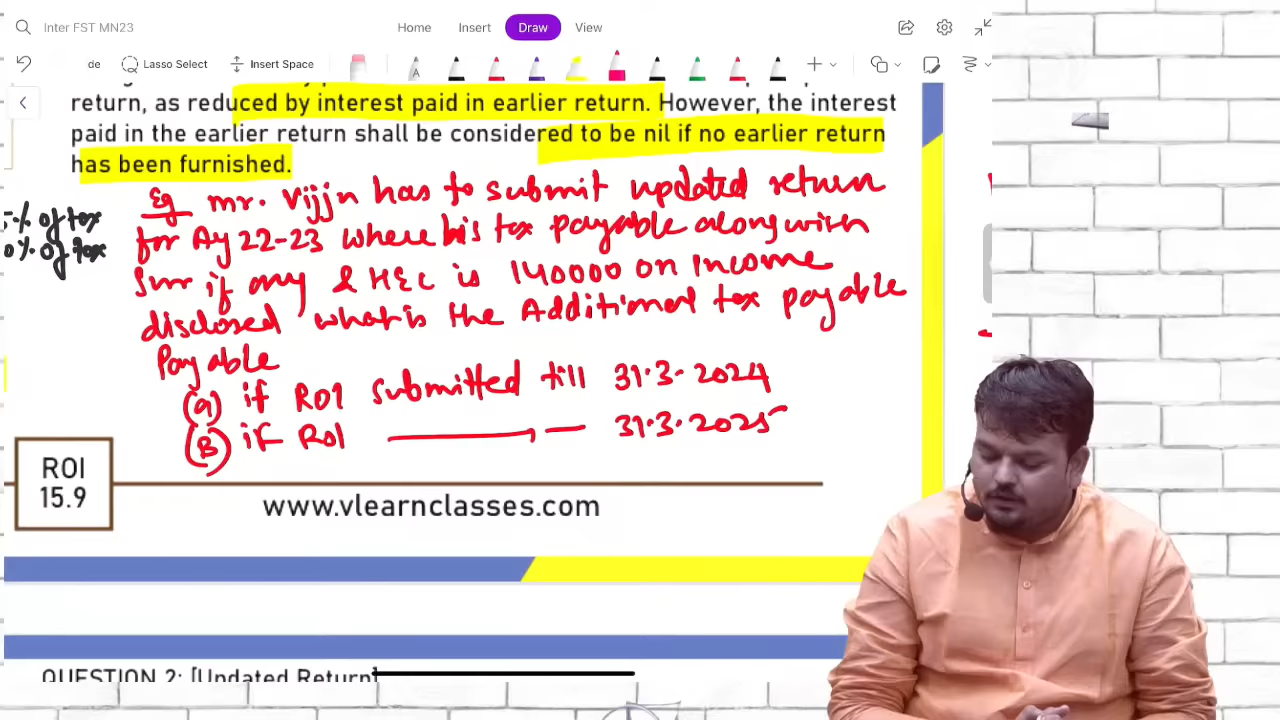 Inter FST MN23
Home Insert Draw View
de Lasso Select Insert Space
return, as reduced by interest paid in earlier return. However, the interest
paid in the earlier return shall be considered to be nil if no earlier return
has been furnished.
Eg mr. Vijjn has to submit updated return
for Ay 22-23 where his tax payable along with
Sur if any & HEC is 140000 on Income
disclosed what is the Additional tax payable
Payable
(a) if ROI submitted till 31.3.2024
(B) if ROI 31.3.2025
% of tax
% of tax
ROI
15.9
www.vlearnclasses.com
QUESTION 2: [Updated Return]